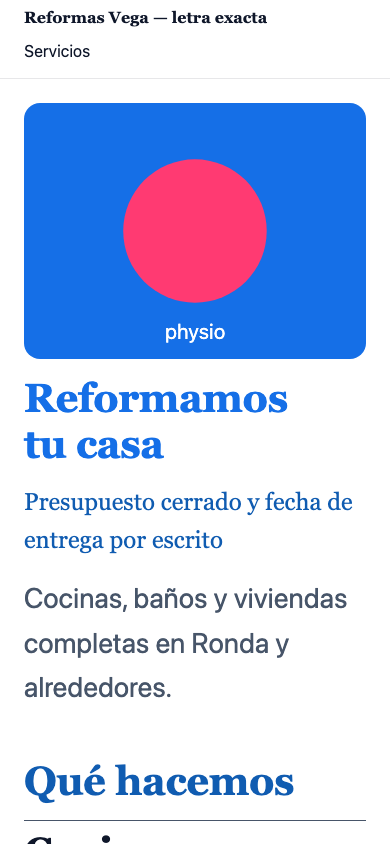 Reformas Vega — letra exacta
Servicios
physio
Reformamos
tu casa
Presupuesto cerrado y fecha de
entrega por escrito
Cocinas, baños y viviendas
completas en Ronda y
alrededores.
Qué hacemos